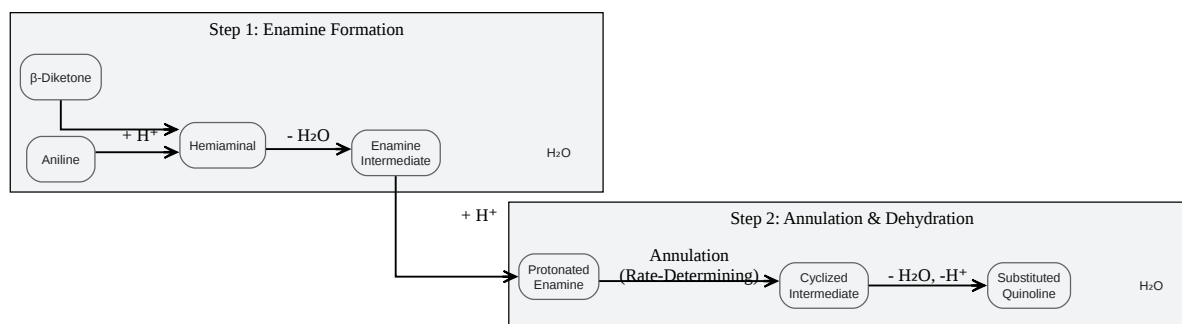 Step 1: Enamine Formation
β-Diketone
+ H⁺
Aniline
Hemiaminal
- H₂O
Enamine
Intermediate
H₂O
+ H⁺
Step 2: Annulation & Dehydration
Protonated
Enamine
Annulation
(Rate-Determining)
Cyclized
Intermediate
- H₂O, -H⁺
Substituted
Quinoline
H₂O